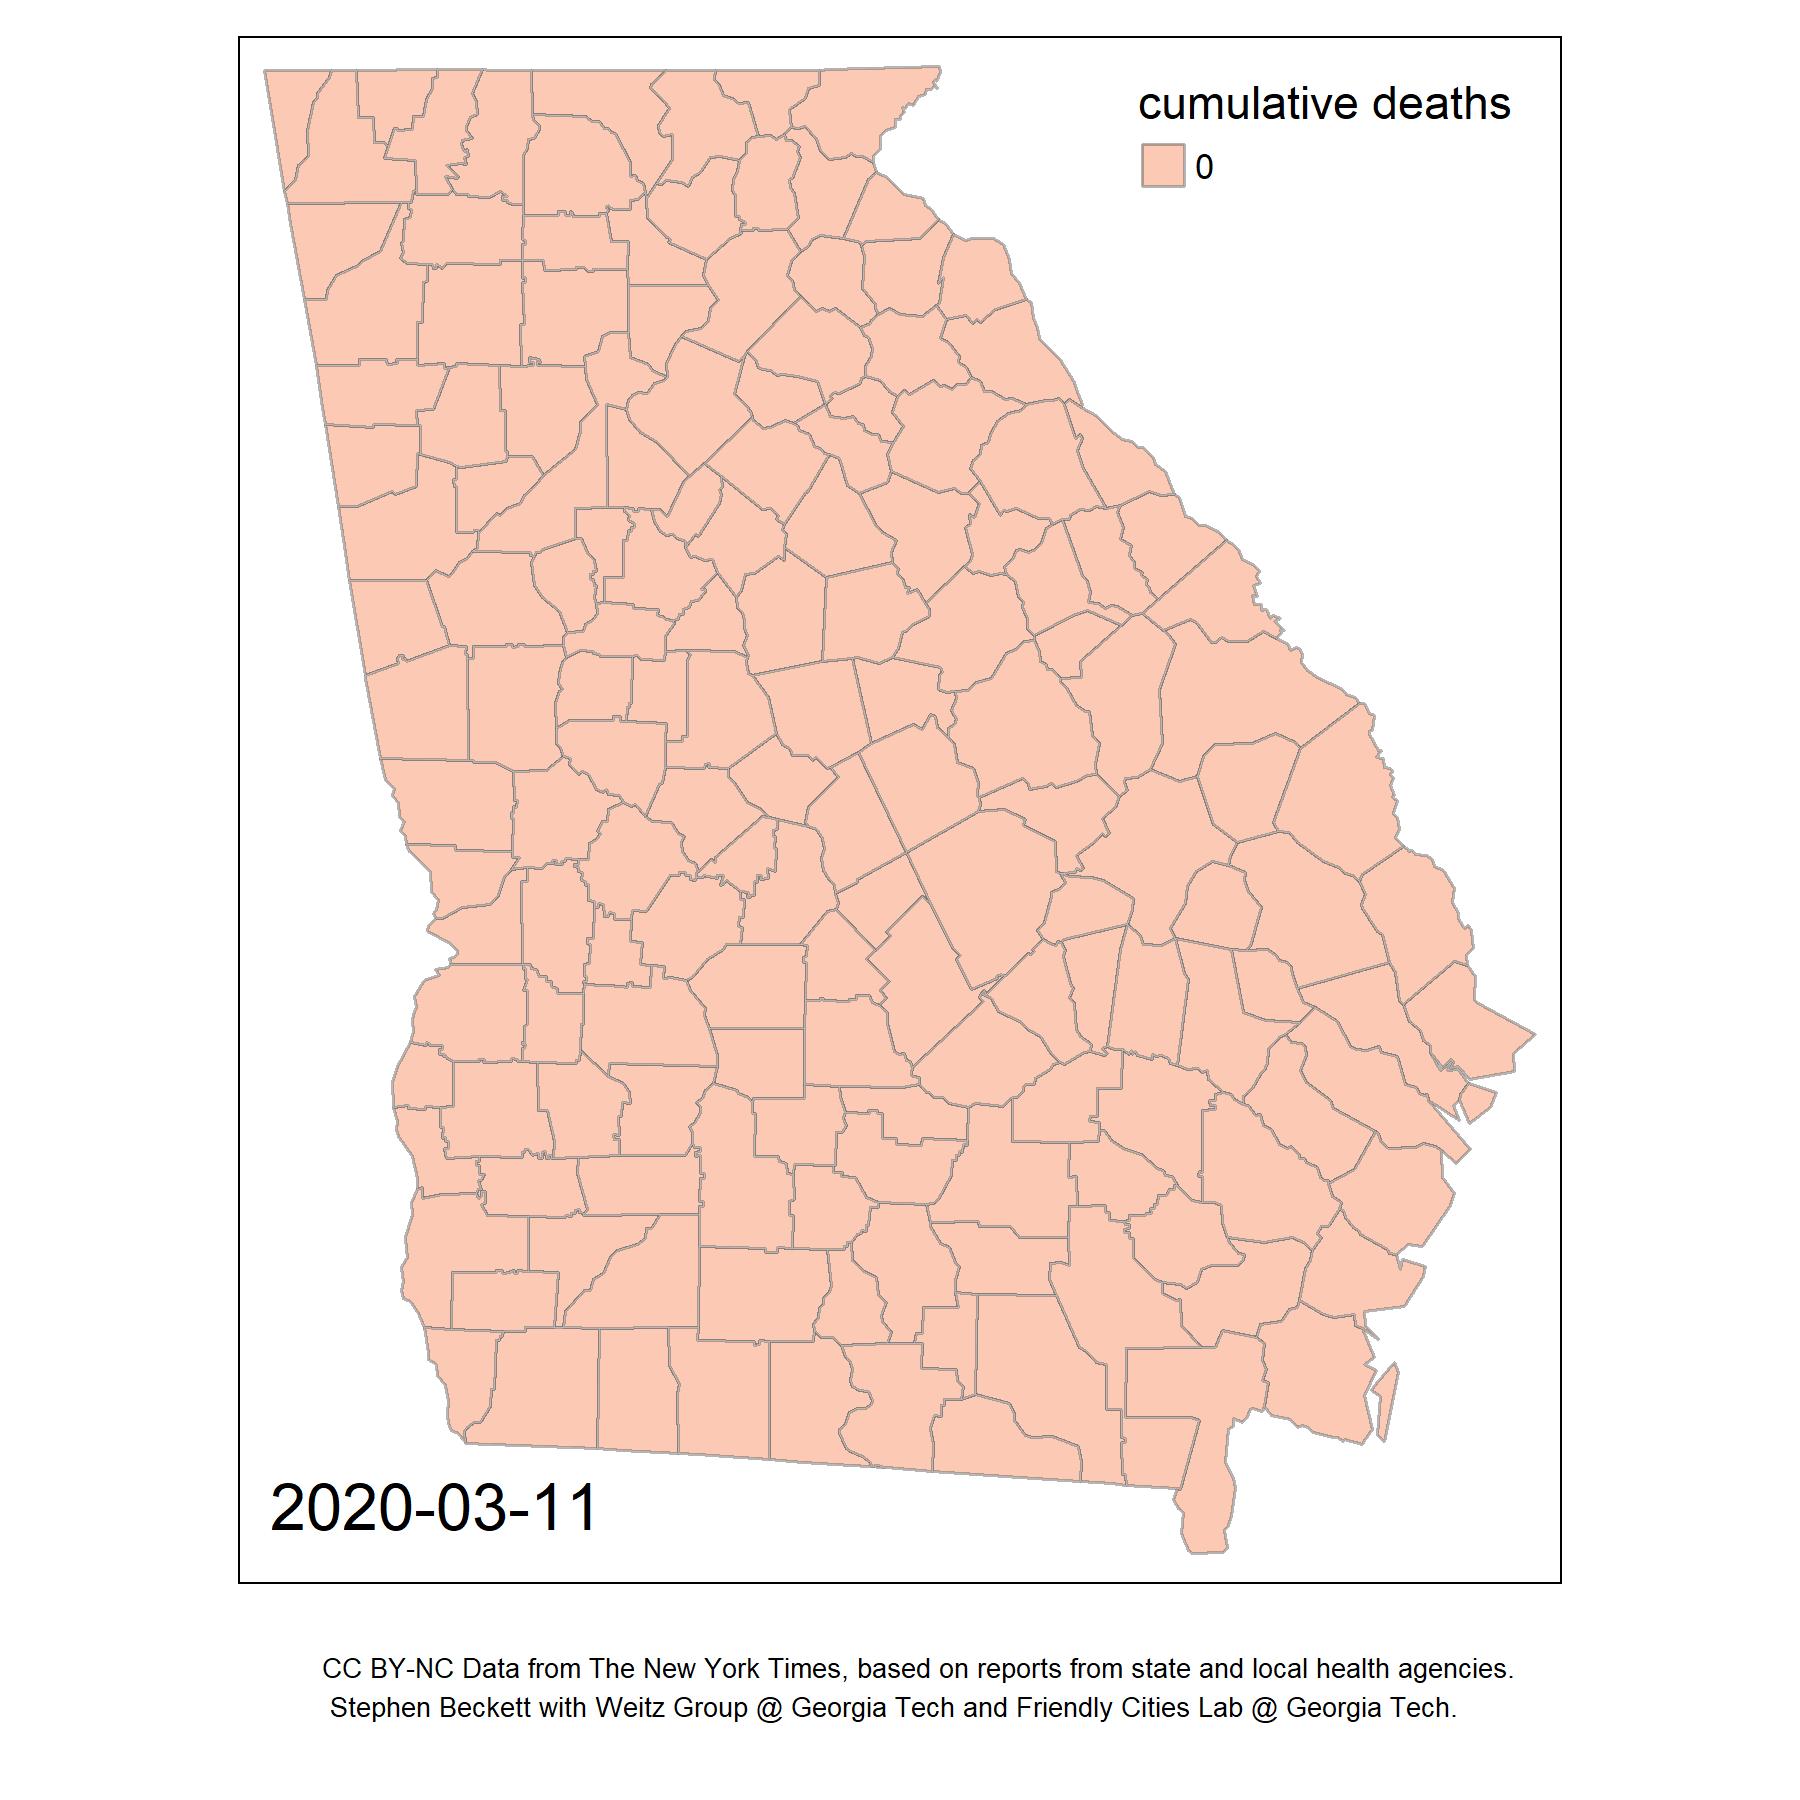 cumulative deaths
0
2020-03-11
CC BY-NC Data from The New York Times, based on reports from state and local health agencies.
Stephen Beckett with Weitz Group @ Georgia Tech and Friendly Cities Lab @ Georgia Tech.